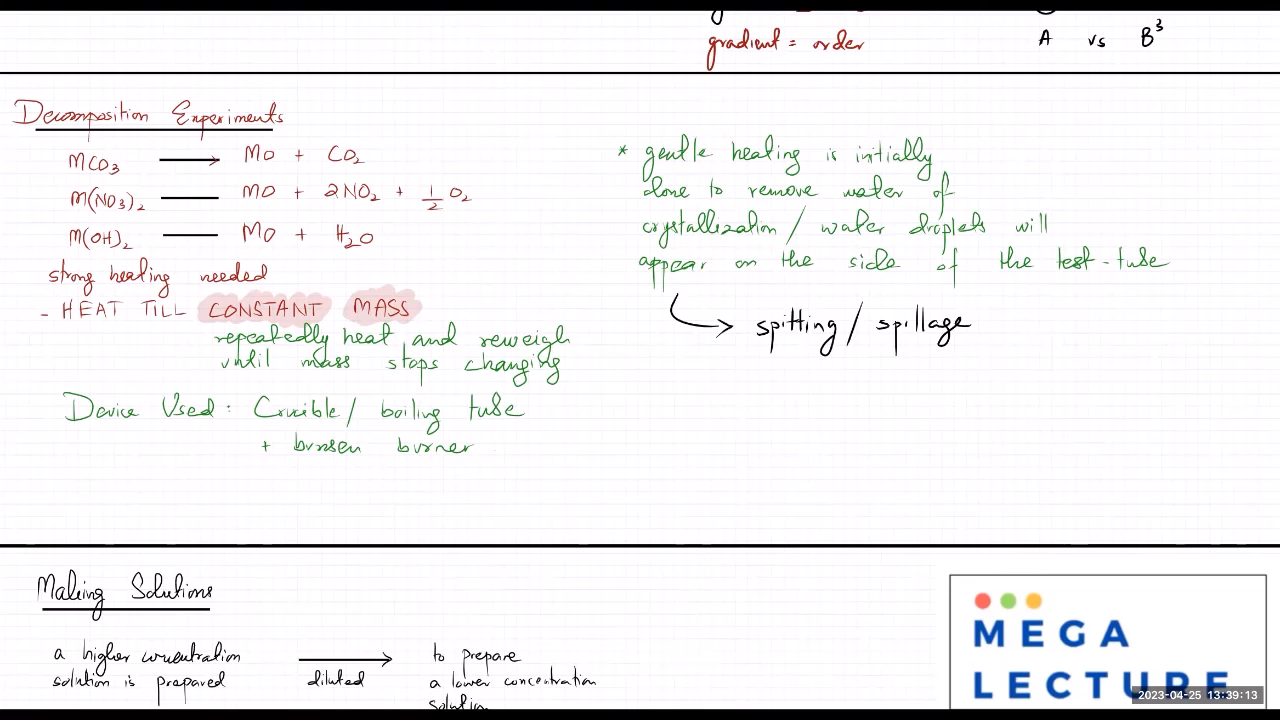 gradient = order
A vs B³
Decomposition Experiments
MCO₃ ⟶ MO + CO₂
M(NO₃)₂ — MO + 2NO₂ + 1/2 O₂
M(OH)₂ — MO + H₂O
strong heating needed
- HEAT TILL CONSTANT MASS
repeatedly heat and reweigh
until mass stops changing
Device Used : Crucible / boiling tube
+ bunsen burner
* gentle heating is initially
done to remove water of
crystallization / water droplets will
appear on the side of the test-tube
→ spitting / spillage
Making Solutions
a higher concentration
solution is prepared
⟶
diluted
to prepare
a lower concentration
solution
MEGA
LECTURE
2023-04-25 13:39:13